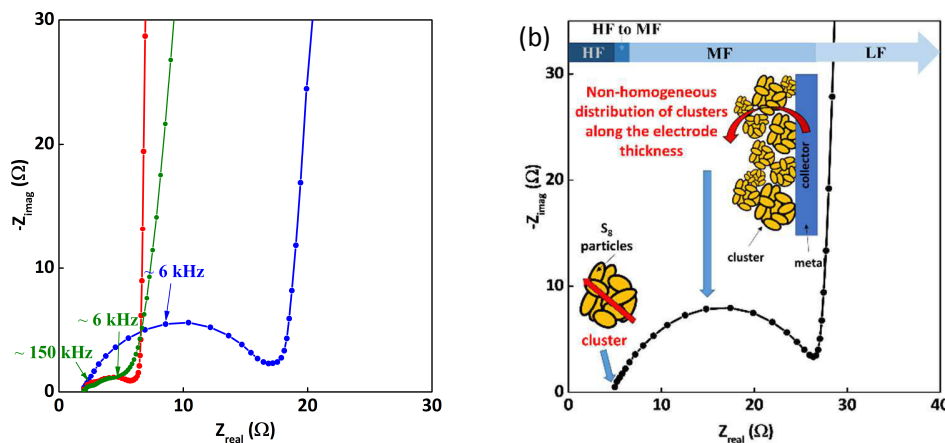 30
20
10
0
0
10
20
30
-Z_imag (Ω)
Z_real (Ω)
~ 6 kHz
~ 6 kHz
~ 150 kHz
(b)
HF to MF
HF
MF
LF
30
20
10
0
0
10
20
30
40
-Z_imag (Ω)
Z_real (Ω)
Non-homogeneous
distribution of clusters
along the electrode
thickness
collector
cluster
metal
S₈
particles
cluster